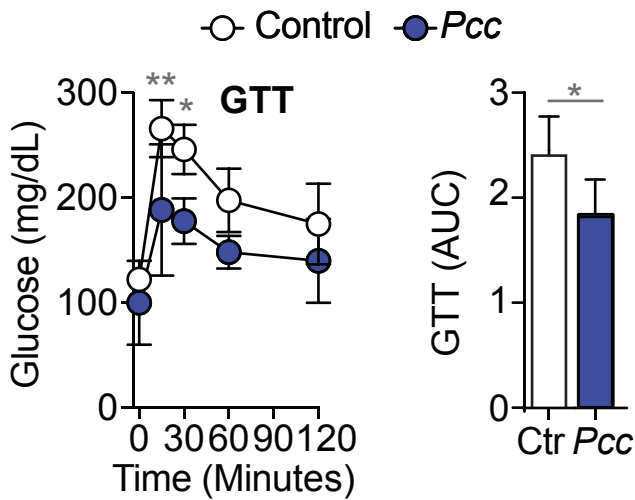 Control Pcc
** * GTT
Glucose (mg/dL)
300
200
100
0
0 30 60 90 120
Time (Minutes)
*
GTT (AUC)
3
2
1
0
Ctr Pcc